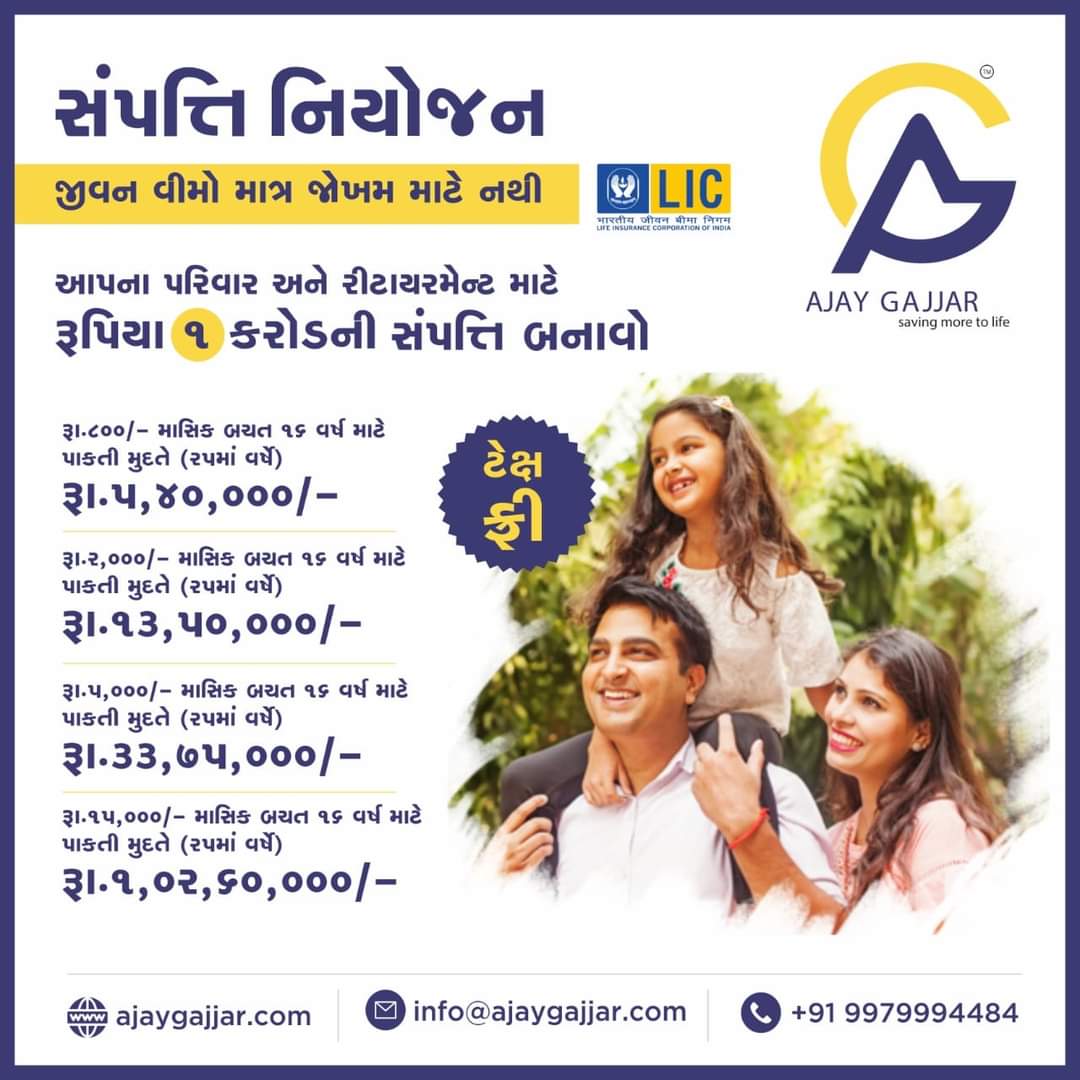 સંપત્તિ નિયોજન
જીવન વીમો માત્ર જોખમ માટે નથી
LIC
भारतीय जीवन बीमा निगम
LIFE INSURANCE CORPORATION OF INDIA
TM
AJAY GAJJAR
saving more to life
આપના પરિવાર અને રીટાયરમેન્ટ માટે
રૂપિયા ૧ કરોડની સંપત્તિ બનાવો
રૂા.૮૦૦/- માસિક બચત ૧૬ વર્ષ માટે
પાકતી મુદતે (૨૫માં વર્ષે)
રૂા.૫,૪૦,૦૦૦/-
ટેક્ષ
ફ્રી
રૂા.૨,૦૦૦/- માસિક બચત ૧૬ વર્ષ માટે
પાકતી મુદતે (૨૫માં વર્ષે)
રૂા.૧૩,૫૦,૦૦૦/-
રૂા.૫,૦૦૦/- માસિક બચત ૧૬ વર્ષ માટે
પાકતી મુદતે (૨૫માં વર્ષે)
રૂા.૩૩,૭૫,૦૦૦/-
રૂા.૧૫,૦૦૦/- માસિક બચત ૧૬ વર્ષ માટે
પાકતી મુદતે (૨૫માં વર્ષે)
રૂા.૧,૦૨,૬૦,૦૦૦/-
www ajaygajjar.com
info@ajaygajjar.com
+91 9979994484